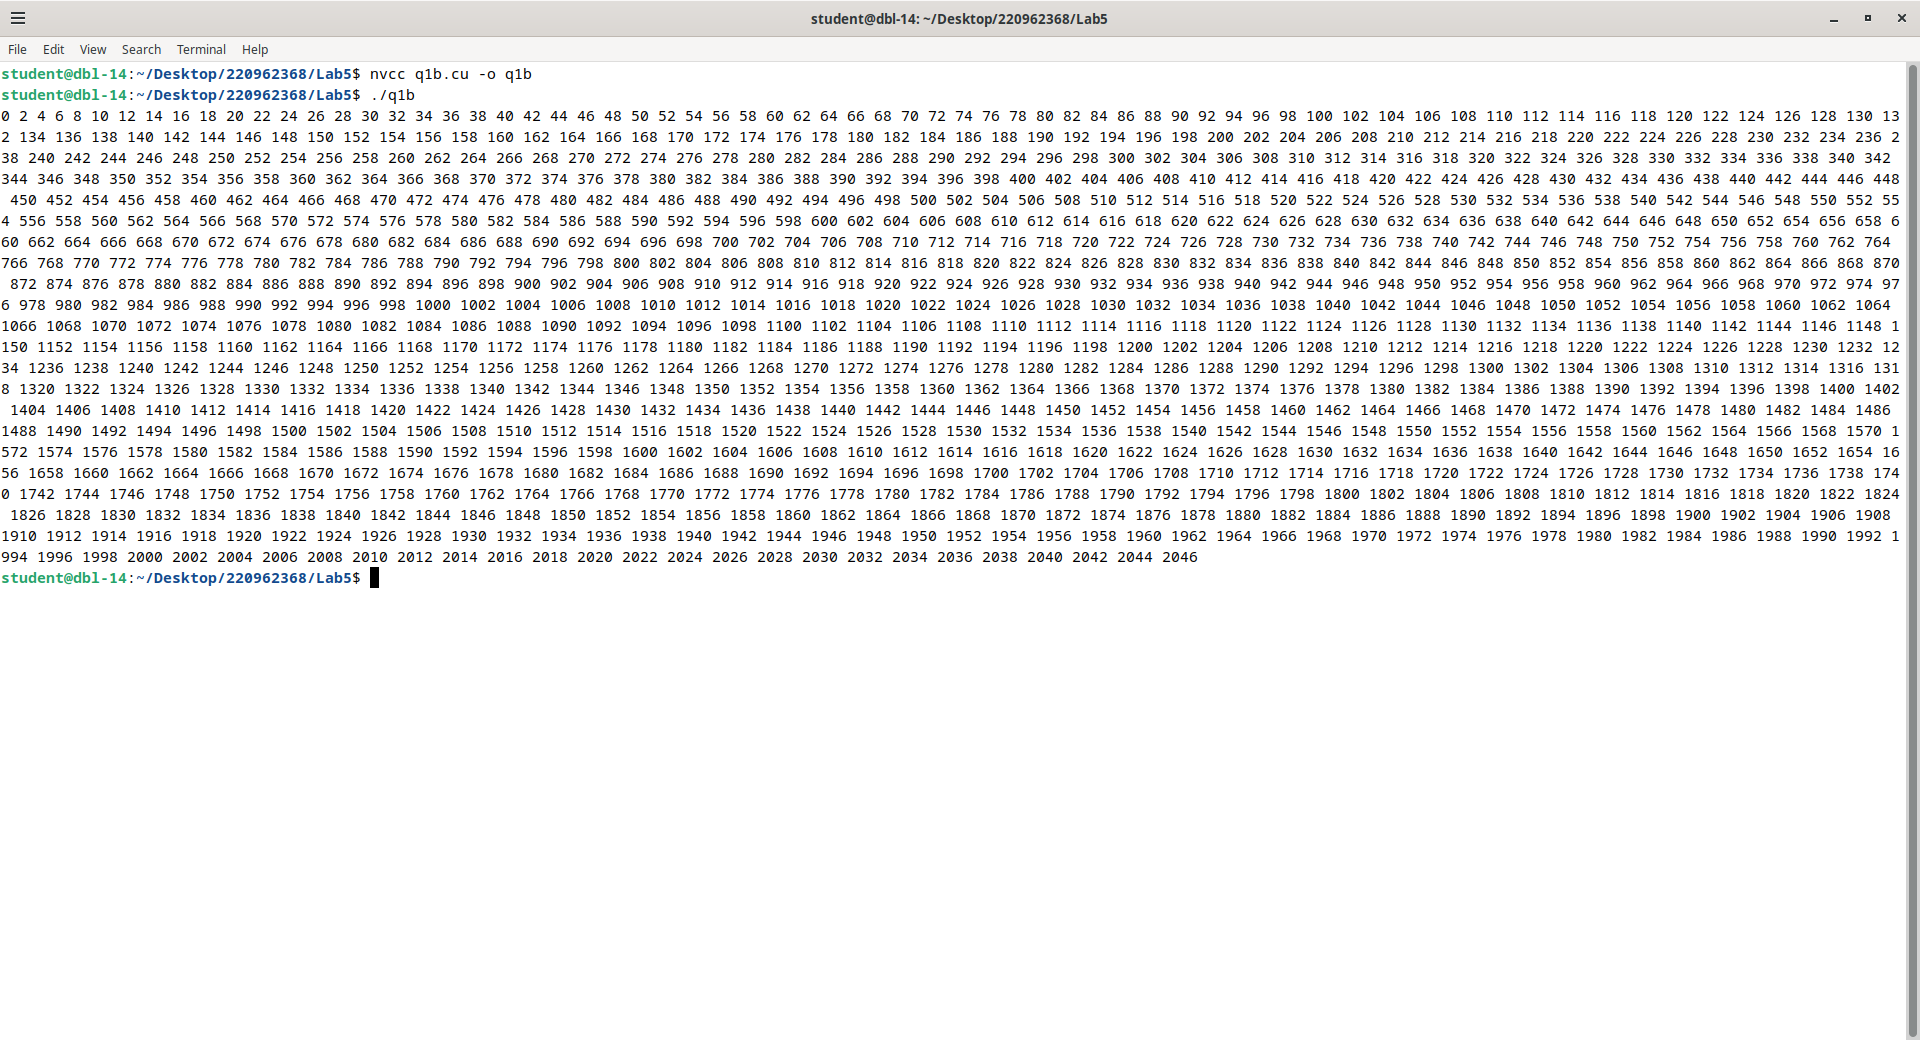 student@dbl-14: ~/Desktop/220962368/Lab5
File Edit View Search Terminal Help
student@dbl-14:~/Desktop/220962368/Lab5$ nvcc q1b.cu -o q1b
student@dbl-14:~/Desktop/220962368/Lab5$ ./q1b
0 2 4 6 8 10 12 14 16 18 20 22 24 26 28 30 32 34 36 38 40 42 44 46 48 50 52 54 56 58 60 62 64 66 68 70 72 74 76 78 80 82 84 86 88 90 92 94 96 98 100 102 104 106 108 110 112 114 116 118 120 122 124 126 128 130 13
2 134 136 138 140 142 144 146 148 150 152 154 156 158 160 162 164 166 168 170 172 174 176 178 180 182 184 186 188 190 192 194 196 198 200 202 204 206 208 210 212 214 216 218 220 222 224 226 228 230 232 234 236 2
38 240 242 244 246 248 250 252 254 256 258 260 262 264 266 268 270 272 274 276 278 280 282 284 286 288 290 292 294 296 298 300 302 304 306 308 310 312 314 316 318 320 322 324 326 328 330 332 334 336 338 340 342
344 346 348 350 352 354 356 358 360 362 364 366 368 370 372 374 376 378 380 382 384 386 388 390 392 394 396 398 400 402 404 406 408 410 412 414 416 418 420 422 424 426 428 430 432 434 436 438 440 442 444 446 448
450 452 454 456 458 460 462 464 466 468 470 472 474 476 478 480 482 484 486 488 490 492 494 496 498 500 502 504 506 508 510 512 514 516 518 520 522 524 526 528 530 532 534 536 538 540 542 544 546 548 550 552 55
4 556 558 560 562 564 566 568 570 572 574 576 578 580 582 584 586 588 590 592 594 596 598 600 602 604 606 608 610 612 614 616 618 620 622 624 626 628 630 632 634 636 638 640 642 644 646 648 650 652 654 656 658 6
60 662 664 666 668 670 672 674 676 678 680 682 684 686 688 690 692 694 696 698 700 702 704 706 708 710 712 714 716 718 720 722 724 726 728 730 732 734 736 738 740 742 744 746 748 750 752 754 756 758 760 762 764
766 768 770 772 774 776 778 780 782 784 786 788 790 792 794 796 798 800 802 804 806 808 810 812 814 816 818 820 822 824 826 828 830 832 834 836 838 840 842 844 846 848 850 852 854 856 858 860 862 864 866 868 870
872 874 876 878 880 882 884 886 888 890 892 894 896 898 900 902 904 906 908 910 912 914 916 918 920 922 924 926 928 930 932 934 936 938 940 942 944 946 948 950 952 954 956 958 960 962 964 966 968 970 972 974 97
6 978 980 982 984 986 988 990 992 994 996 998 1000 1002 1004 1006 1008 1010 1012 1014 1016 1018 1020 1022 1024 1026 1028 1030 1032 1034 1036 1038 1040 1042 1044 1046 1048 1050 1052 1054 1056 1058 1060 1062 1064
1066 1068 1070 1072 1074 1076 1078 1080 1082 1084 1086 1088 1090 1092 1094 1096 1098 1100 1102 1104 1106 1108 1110 1112 1114 1116 1118 1120 1122 1124 1126 1128 1130 1132 1134 1136 1138 1140 1142 1144 1146 1148 1
150 1152 1154 1156 1158 1160 1162 1164 1166 1168 1170 1172 1174 1176 1178 1180 1182 1184 1186 1188 1190 1192 1194 1196 1198 1200 1202 1204 1206 1208 1210 1212 1214 1216 1218 1220 1222 1224 1226 1228 1230 1232 12
34 1236 1238 1240 1242 1244 1246 1248 1250 1252 1254 1256 1258 1260 1262 1264 1266 1268 1270 1272 1274 1276 1278 1280 1282 1284 1286 1288 1290 1292 1294 1296 1298 1300 1302 1304 1306 1308 1310 1312 1314 1316 131
8 1320 1322 1324 1326 1328 1330 1332 1334 1336 1338 1340 1342 1344 1346 1348 1350 1352 1354 1356 1358 1360 1362 1364 1366 1368 1370 1372 1374 1376 1378 1380 1382 1384 1386 1388 1390 1392 1394 1396 1398 1400 1402
1404 1406 1408 1410 1412 1414 1416 1418 1420 1422 1424 1426 1428 1430 1432 1434 1436 1438 1440 1442 1444 1446 1448 1450 1452 1454 1456 1458 1460 1462 1464 1466 1468 1470 1472 1474 1476 1478 1480 1482 1484 1486
1488 1490 1492 1494 1496 1498 1500 1502 1504 1506 1508 1510 1512 1514 1516 1518 1520 1522 1524 1526 1528 1530 1532 1534 1536 1538 1540 1542 1544 1546 1548 1550 1552 1554 1556 1558 1560 1562 1564 1566 1568 1570 1
572 1574 1576 1578 1580 1582 1584 1586 1588 1590 1592 1594 1596 1598 1600 1602 1604 1606 1608 1610 1612 1614 1616 1618 1620 1622 1624 1626 1628 1630 1632 1634 1636 1638 1640 1642 1644 1646 1648 1650 1652 1654 16
56 1658 1660 1662 1664 1666 1668 1670 1672 1674 1676 1678 1680 1682 1684 1686 1688 1690 1692 1694 1696 1698 1700 1702 1704 1706 1708 1710 1712 1714 1716 1718 1720 1722 1724 1726 1728 1730 1732 1734 1736 1738 174
0 1742 1744 1746 1748 1750 1752 1754 1756 1758 1760 1762 1764 1766 1768 1770 1772 1774 1776 1778 1780 1782 1784 1786 1788 1790 1792 1794 1796 1798 1800 1802 1804 1806 1808 1810 1812 1814 1816 1818 1820 1822 1824
1826 1828 1830 1832 1834 1836 1838 1840 1842 1844 1846 1848 1850 1852 1854 1856 1858 1860 1862 1864 1866 1868 1870 1872 1874 1876 1878 1880 1882 1884 1886 1888 1890 1892 1894 1896 1898 1900 1902 1904 1906 1908
1910 1912 1914 1916 1918 1920 1922 1924 1926 1928 1930 1932 1934 1936 1938 1940 1942 1944 1946 1948 1950 1952 1954 1956 1958 1960 1962 1964 1966 1968 1970 1972 1974 1976 1978 1980 1982 1984 1986 1988 1990 1992 1
994 1996 1998 2000 2002 2004 2006 2008 2010 2012 2014 2016 2018 2020 2022 2024 2026 2028 2030 2032 2034 2036 2038 2040 2042 2044 2046
student@dbl-14:~/Desktop/220962368/Lab5$